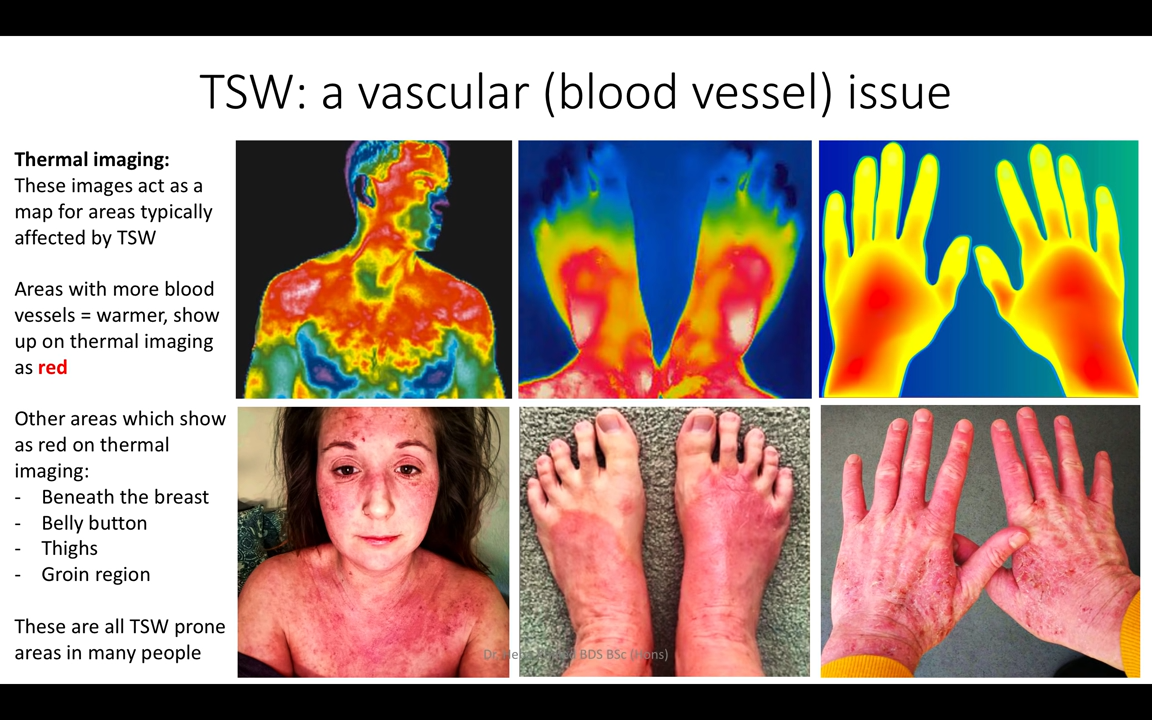 TSW: a vascular (blood vessel) issue
Thermal imaging:
These images act as a
map for areas typically
affected by TSW
Areas with more blood
vessels = warmer, show
up on thermal imaging
as red
Other areas which show
as red on thermal
imaging:
- Beneath the breast
- Belly button
- Thighs
- Groin region
These are all TSW prone
areas in many people
BDS BSc (Hons)